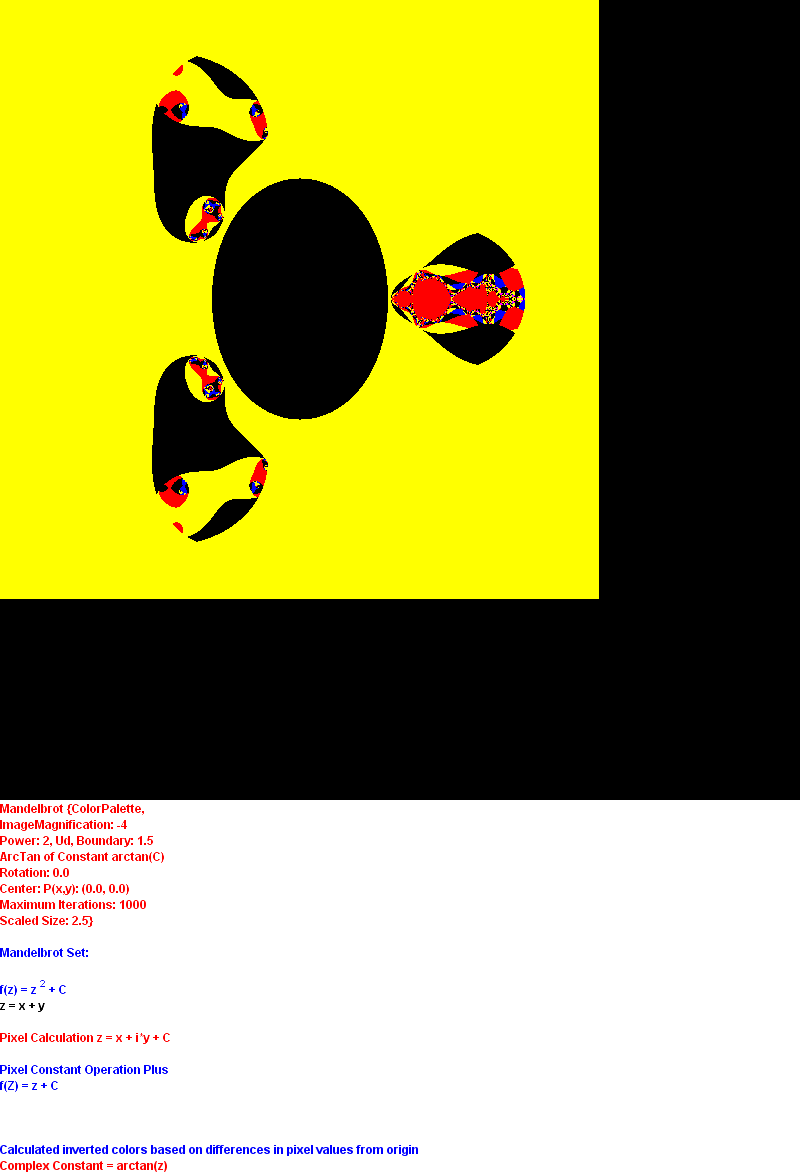 Mandelbrot {ColorPalette,
ImageMagnification: -4
Power: 2, Ud, Boundary: 1.5
ArcTan of Constant arctan(C)
Rotation: 0.0
Center: P(x,y): (0.0, 0.0)
Maximum Iterations: 1000
Scaled Size: 2.5}
Mandelbrot Set:
f(z) = z 2 + C
z = x + y
Pixel Calculation z = x + i*y + C
Pixel Constant Operation Plus
f(Z) = z + C
Calculated inverted colors based on differences in pixel values from origin
Complex Constant = arctan(z)